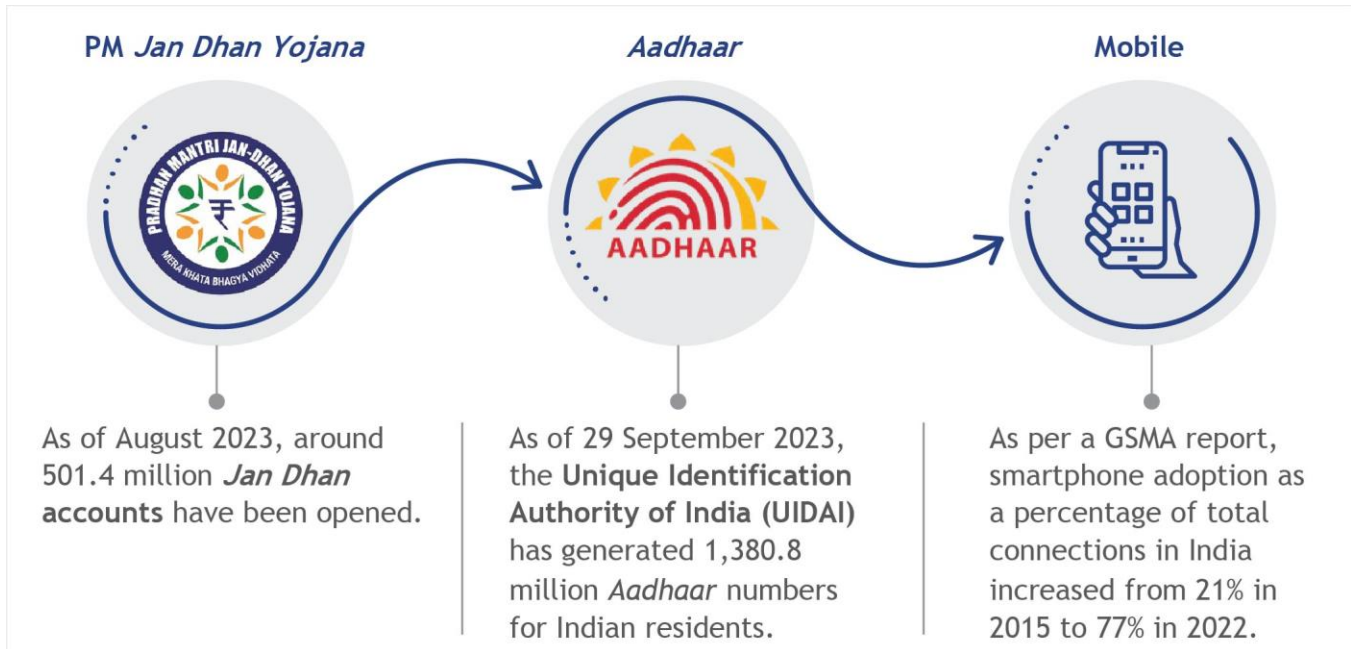 PM Jan Dhan Yojana
PRADHAN MANTRI JAN-DHAN YOJANA
MERA KHATA BHAGYA VIDHATA
As of August 2023, around
501.4 million Jan Dhan
accounts have been opened.
Aadhaar
AADHAAR
As of 29 September 2023,
the Unique Identification
Authority of India (UIDAI)
has generated 1,380.8
million Aadhaar numbers
for Indian residents.
Mobile
As per a GSMA report,
smartphone adoption as
a percentage of total
connections in India
increased from 21% in
2015 to 77% in 2022.